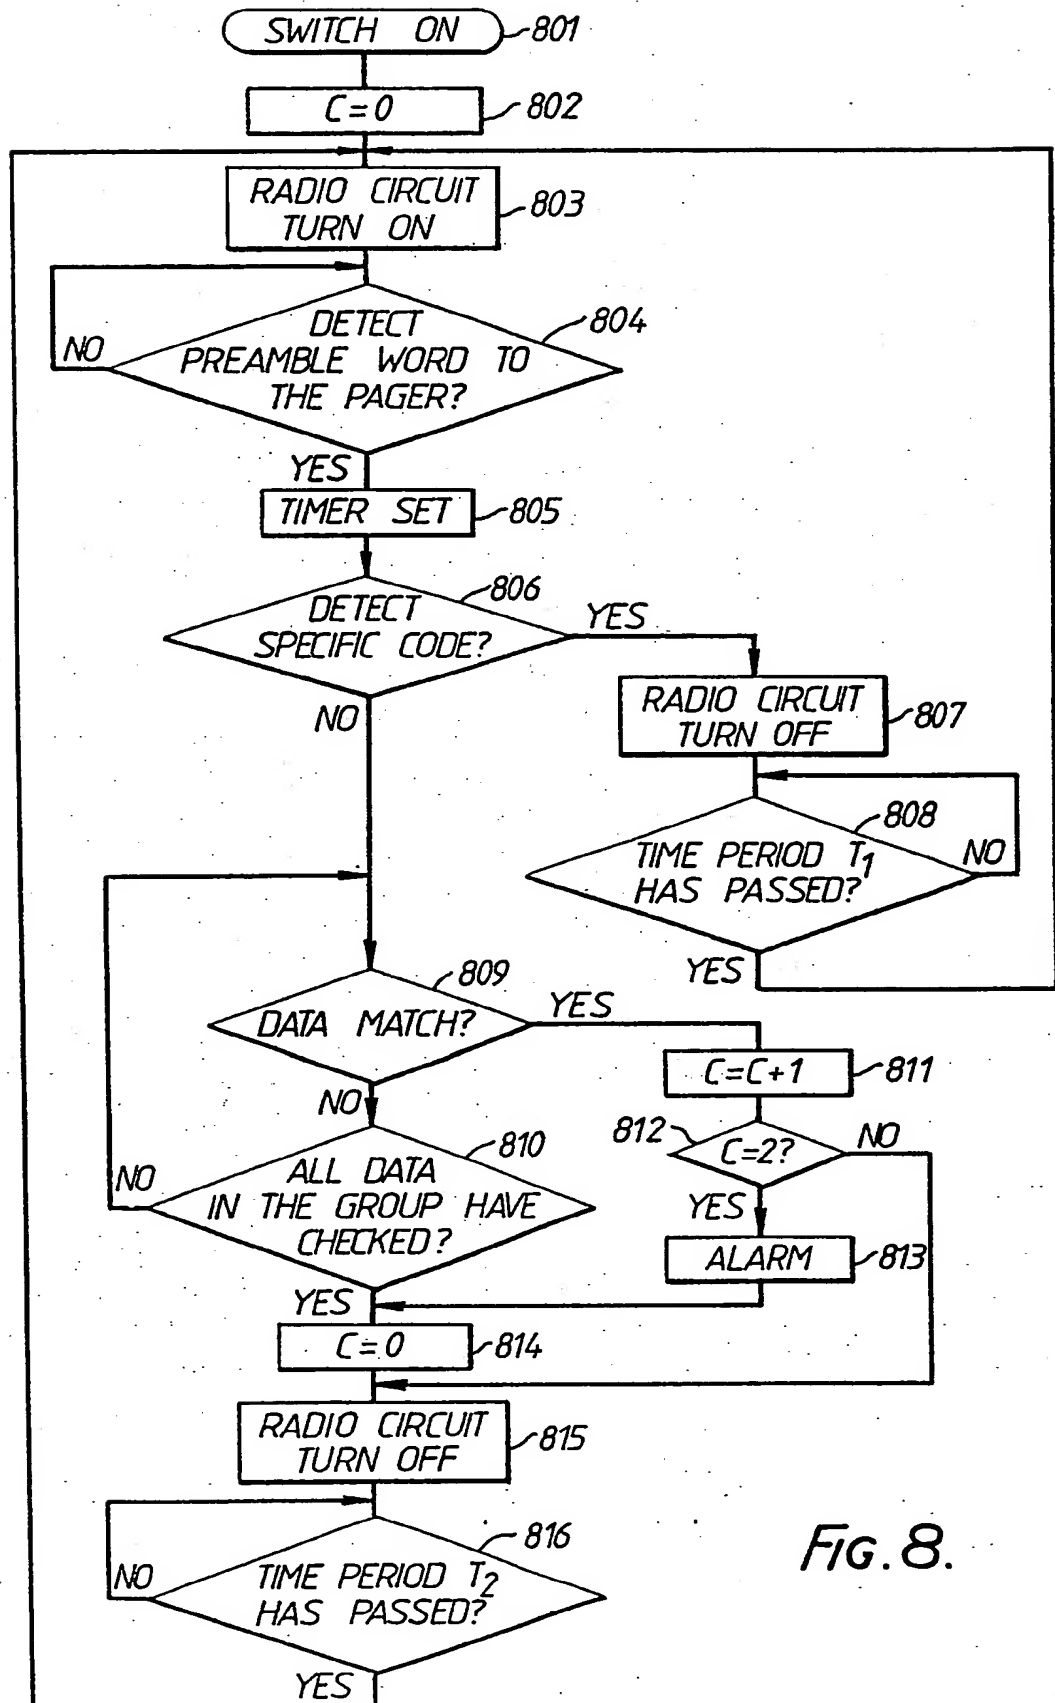 SWITCH ON 801
C=0 802
RADIO CIRCUIT
TURN ON
803
DETECT
PREAMBLE WORD TO
THE PAGER?
804
NO
YES
TIMER SET 805
DETECT
SPECIFIC CODE?
806
YES
NO
RADIO CIRCUIT
TURN OFF
807
TIME PERIOD T1
HAS PASSED?
808
NO
YES
DATA MATCH?
809
YES
NO
C=C+1 811
812
C=2?
NO
YES
ALARM 813
ALL DATA
IN THE GROUP HAVE
CHECKED?
810
NO
YES
C=0 814
RADIO CIRCUIT
TURN OFF
815
TIME PERIOD T2
HAS PASSED?
816
NO
YES
FIG. 8.